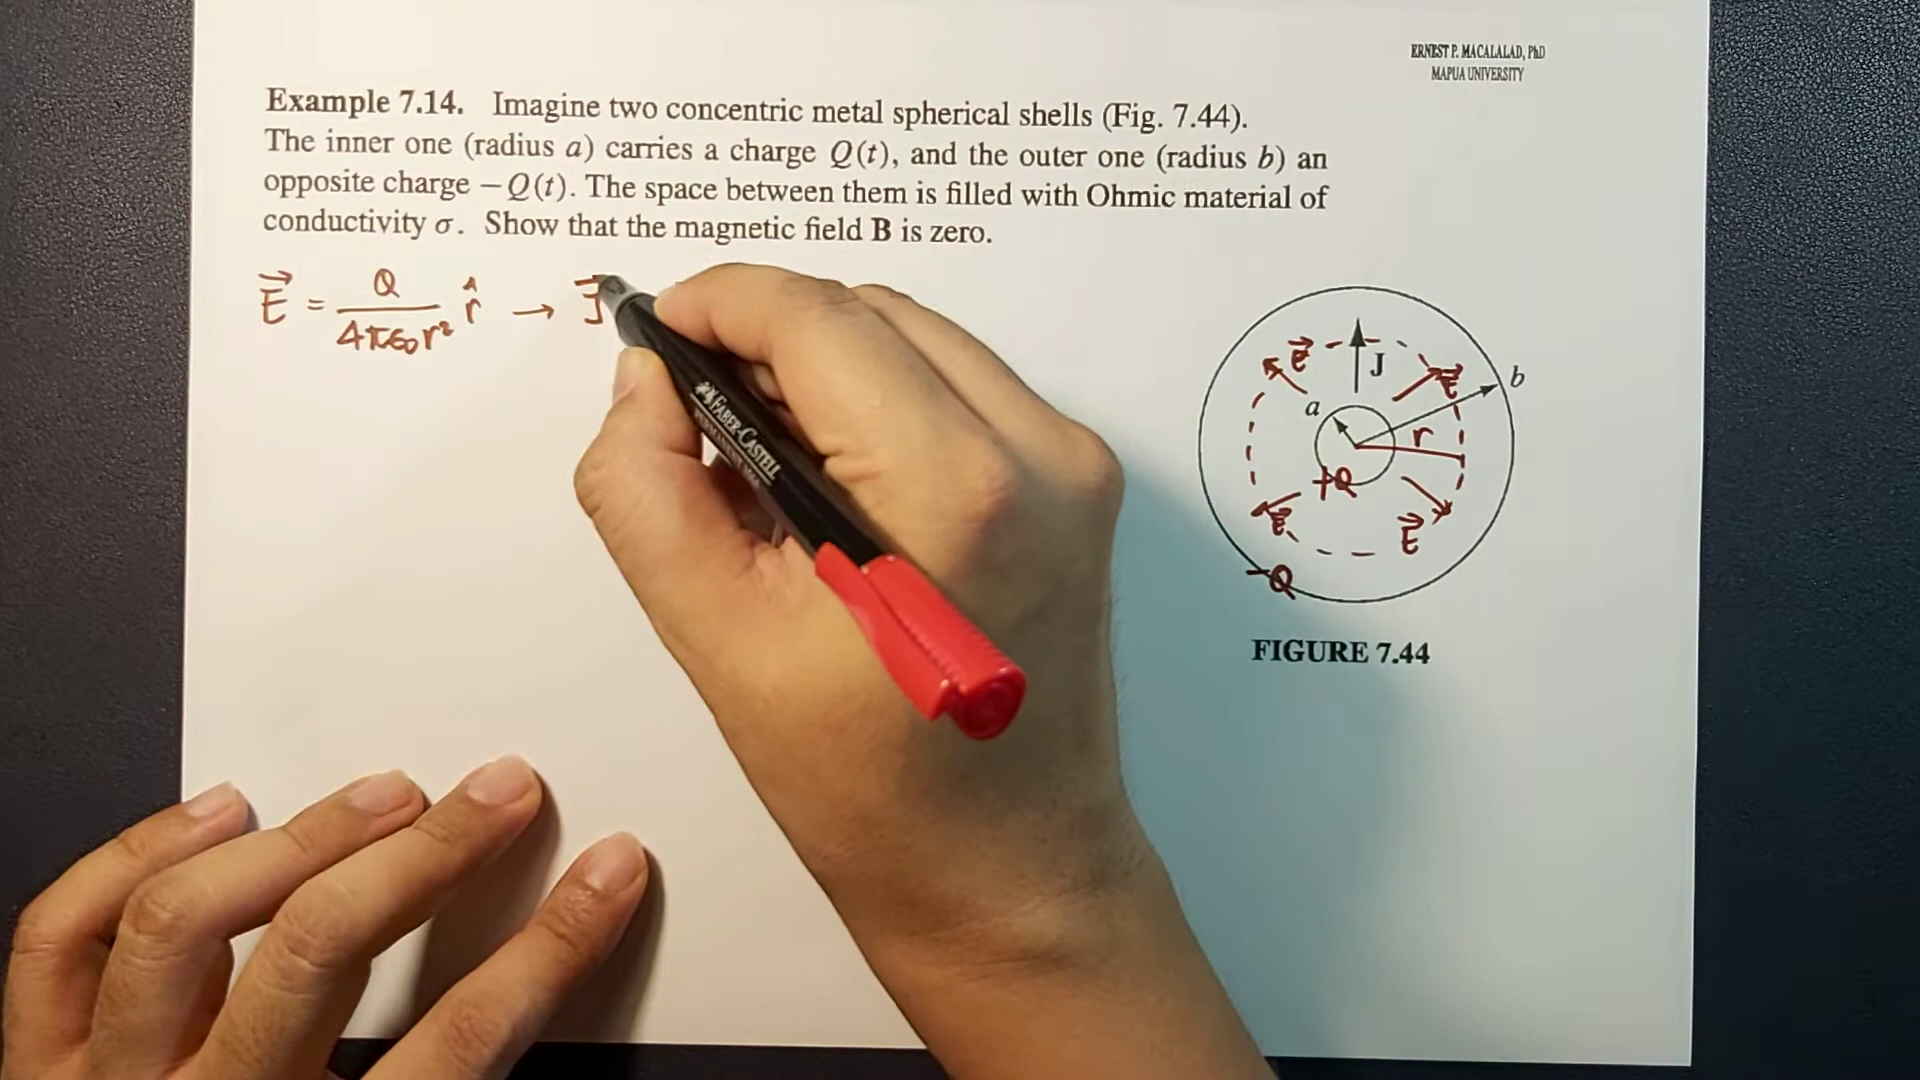 ERNEST P. MACALALAD, PhD
MAPUA UNIVERSITY
Example 7.14. Imagine two concentric metal spherical shells (Fig. 7.44).
The inner one (radius a) carries a charge Q(t), and the outer one (radius b) an
opposite charge −Q(t). The space between them is filled with Ohmic material of
conductivity σ. Show that the magnetic field B is zero.
E⃗ = Q / 4πε₀r² r̂ → J
E⃗
J
E⃗
b
a
r
+Q
E⃗
E⃗
-Q
FIGURE 7.44
FABER-CASTELL